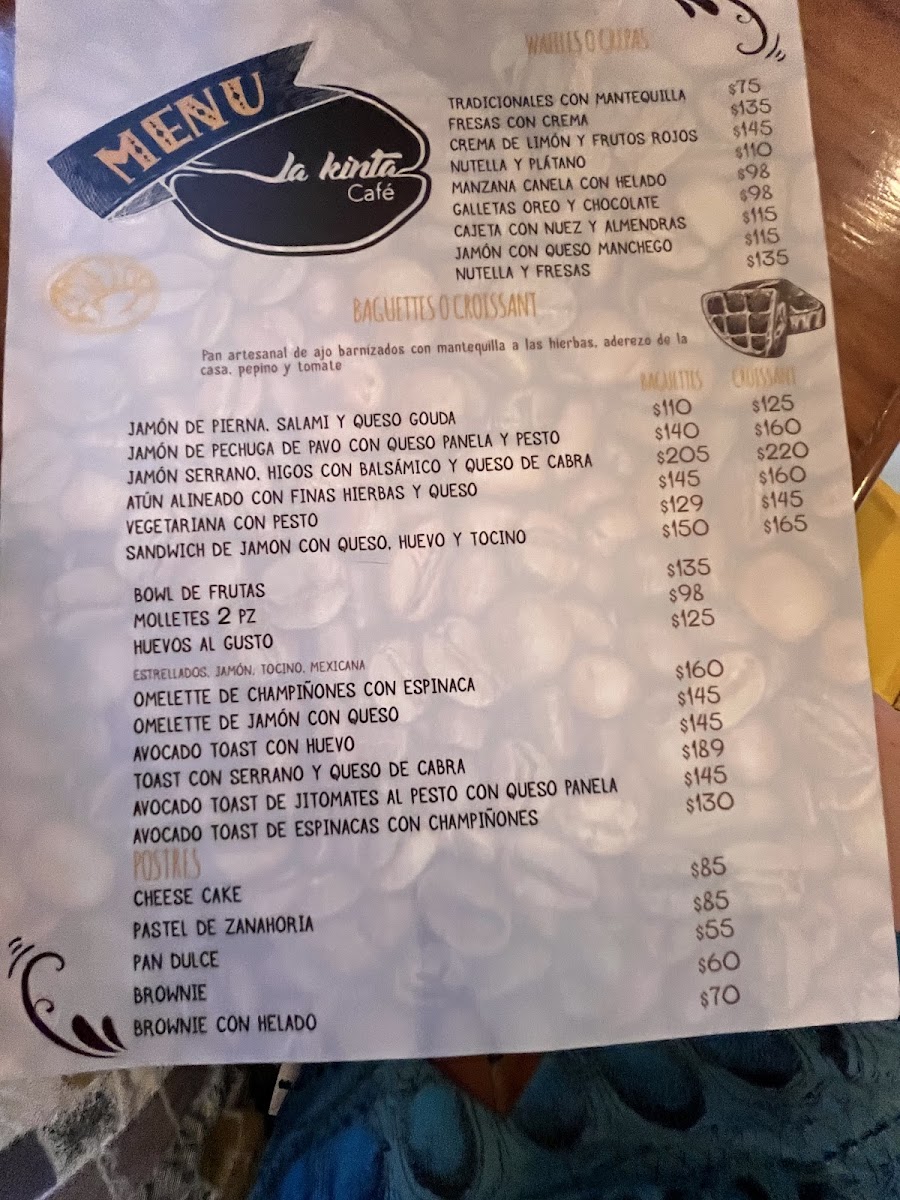 MENU
la kinta
Café
WAFFLES O CREPAS
TRADICIONALES CON MANTEQUILLA $75
FRESAS CON CREMA $135
CREMA DE LIMÓN Y FRUTOS ROJOS $145
NUTELLA Y PLÁTANO $110
MANZANA CANELA CON HELADO $98
GALLETAS OREO Y CHOCOLATE $98
CAJETA CON NUEZ Y ALMENDRAS $115
JAMÓN CON QUESO MANCHEGO $115
NUTELLA Y FRESAS $135
BAGUETTES O CROISSANT
Pan artesanal de ajo barnizados con mantequilla a las hierbas, aderezo de la
casa, pepino y tomate
BAGUETTES CROISSANT
JAMÓN DE PIERNA, SALAMI Y QUESO GOUDA $110 $125
JAMÓN DE PECHUGA DE PAVO CON QUESO PANELA Y PESTO $140 $160
JAMÓN SERRANO, HIGOS CON BALSÁMICO Y QUESO DE CABRA $205 $220
ATÚN ALINEADO CON FINAS HIERBAS Y QUESO $145 $160
VEGETARIANA CON PESTO $129 $145
SANDWICH DE JAMON CON QUESO, HUEVO Y TOCINO $150 $165
BOWL DE FRUTAS $135
MOLLETES 2 PZ $98
HUEVOS AL GUSTO $125
ESTRELLADOS, JAMÓN, TOCINO, MEXICANA
OMELETTE DE CHAMPIÑONES CON ESPINACA $160
OMELETTE DE JAMÓN CON QUESO $145
AVOCADO TOAST CON HUEVO $145
TOAST CON SERRANO Y QUESO DE CABRA $189
AVOCADO TOAST DE JITOMATES AL PESTO CON QUESO PANELA $145
AVOCADO TOAST DE ESPINACAS CON CHAMPIÑONES $130
POSTRES
CHEESE CAKE $85
PASTEL DE ZANAHORIA $85
PAN DULCE $55
BROWNIE $60
BROWNIE CON HELADO $70